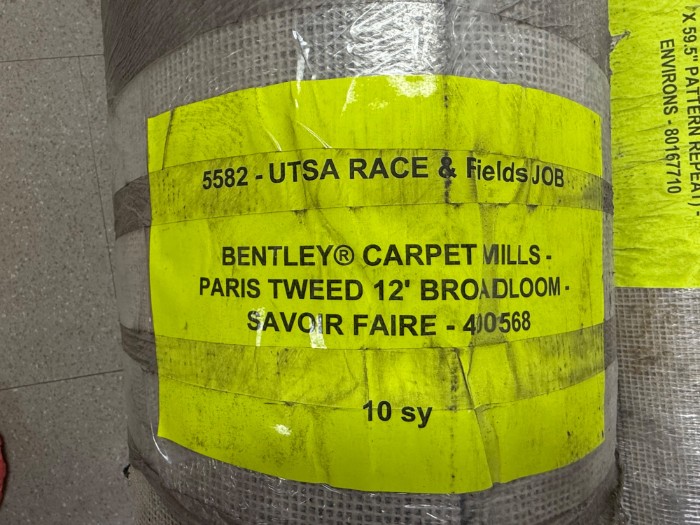 5582 - UTSA RACE & Fields JOB
BENTLEY® CARPET MILLS -
PARIS TWEED 12' BROADLOOM -
SAVOIR FAIRE - 400568
10 sy
X 59.5" PATTERN REPEAT)
ENVIRONS - 80167710